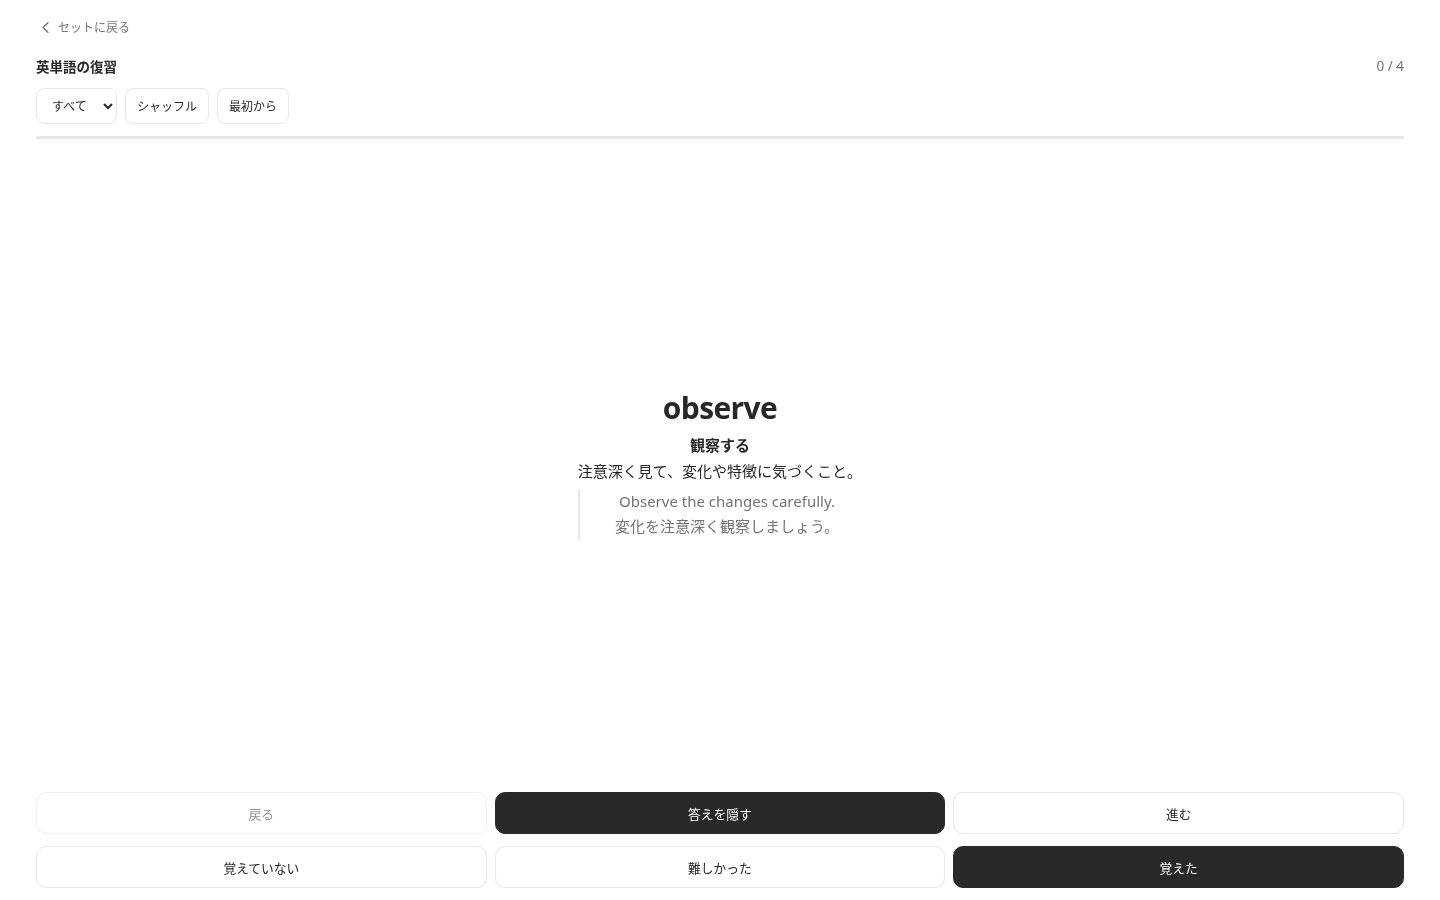 セットに戻る
英単語の復習
0 / 4
すべて
シャッフル
最初から
observe
観察する
注意深く見て、変化や特徴に気づくこと。
Observe the changes carefully.
変化を注意深く観察しましょう。
戻る
答えを隠す
進む
覚えていない
難しかった
覚えた